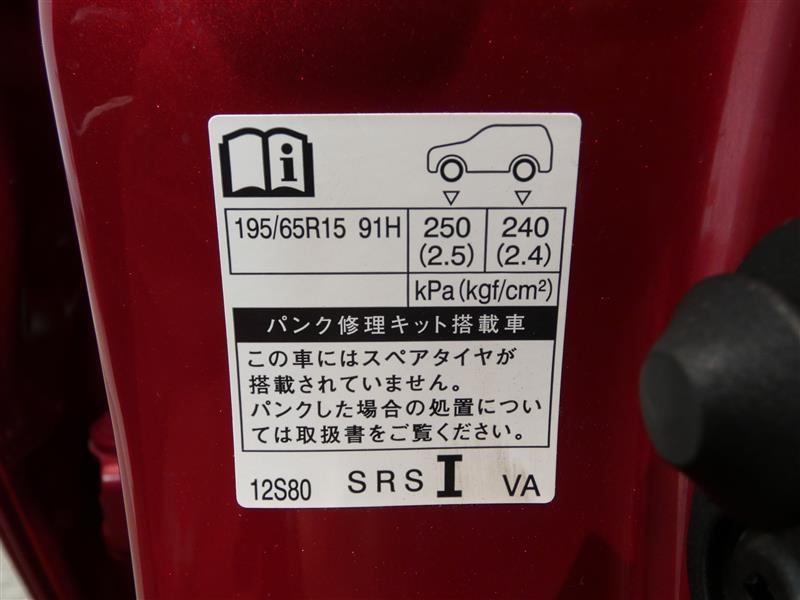 i
195/65R15 91H 250 240
(2.5) (2.4)
kPa(kgf/cm²)
パンク修理キット搭載車
この車にはスペアタイヤが
搭載されていません。
パンクした場合の処置につい
ては取扱書をご覧ください。
12S80 SRS I VA